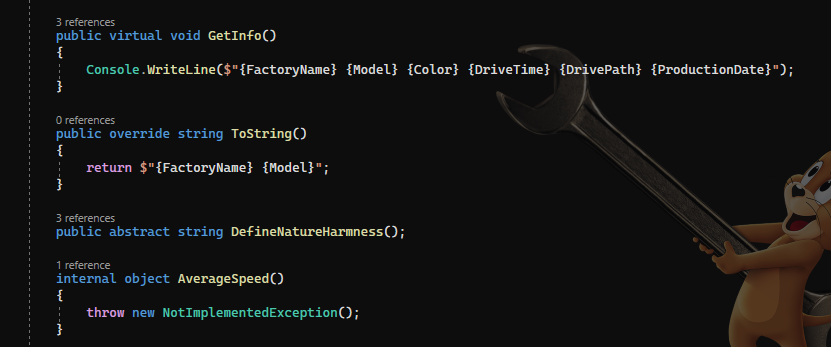 3 references
public virtual void GetInfo()
{
Console.WriteLine($"{FactoryName} {Model} {Color} {DriveTime} {DrivePath} {ProductionDate}");
}
0 references
public override string ToString()
{
return $"{FactoryName} {Model}";
}
3 references
public abstract string DefineNatureHarmness();
1 reference
internal object AverageSpeed()
{
throw new NotImplementedException();
}